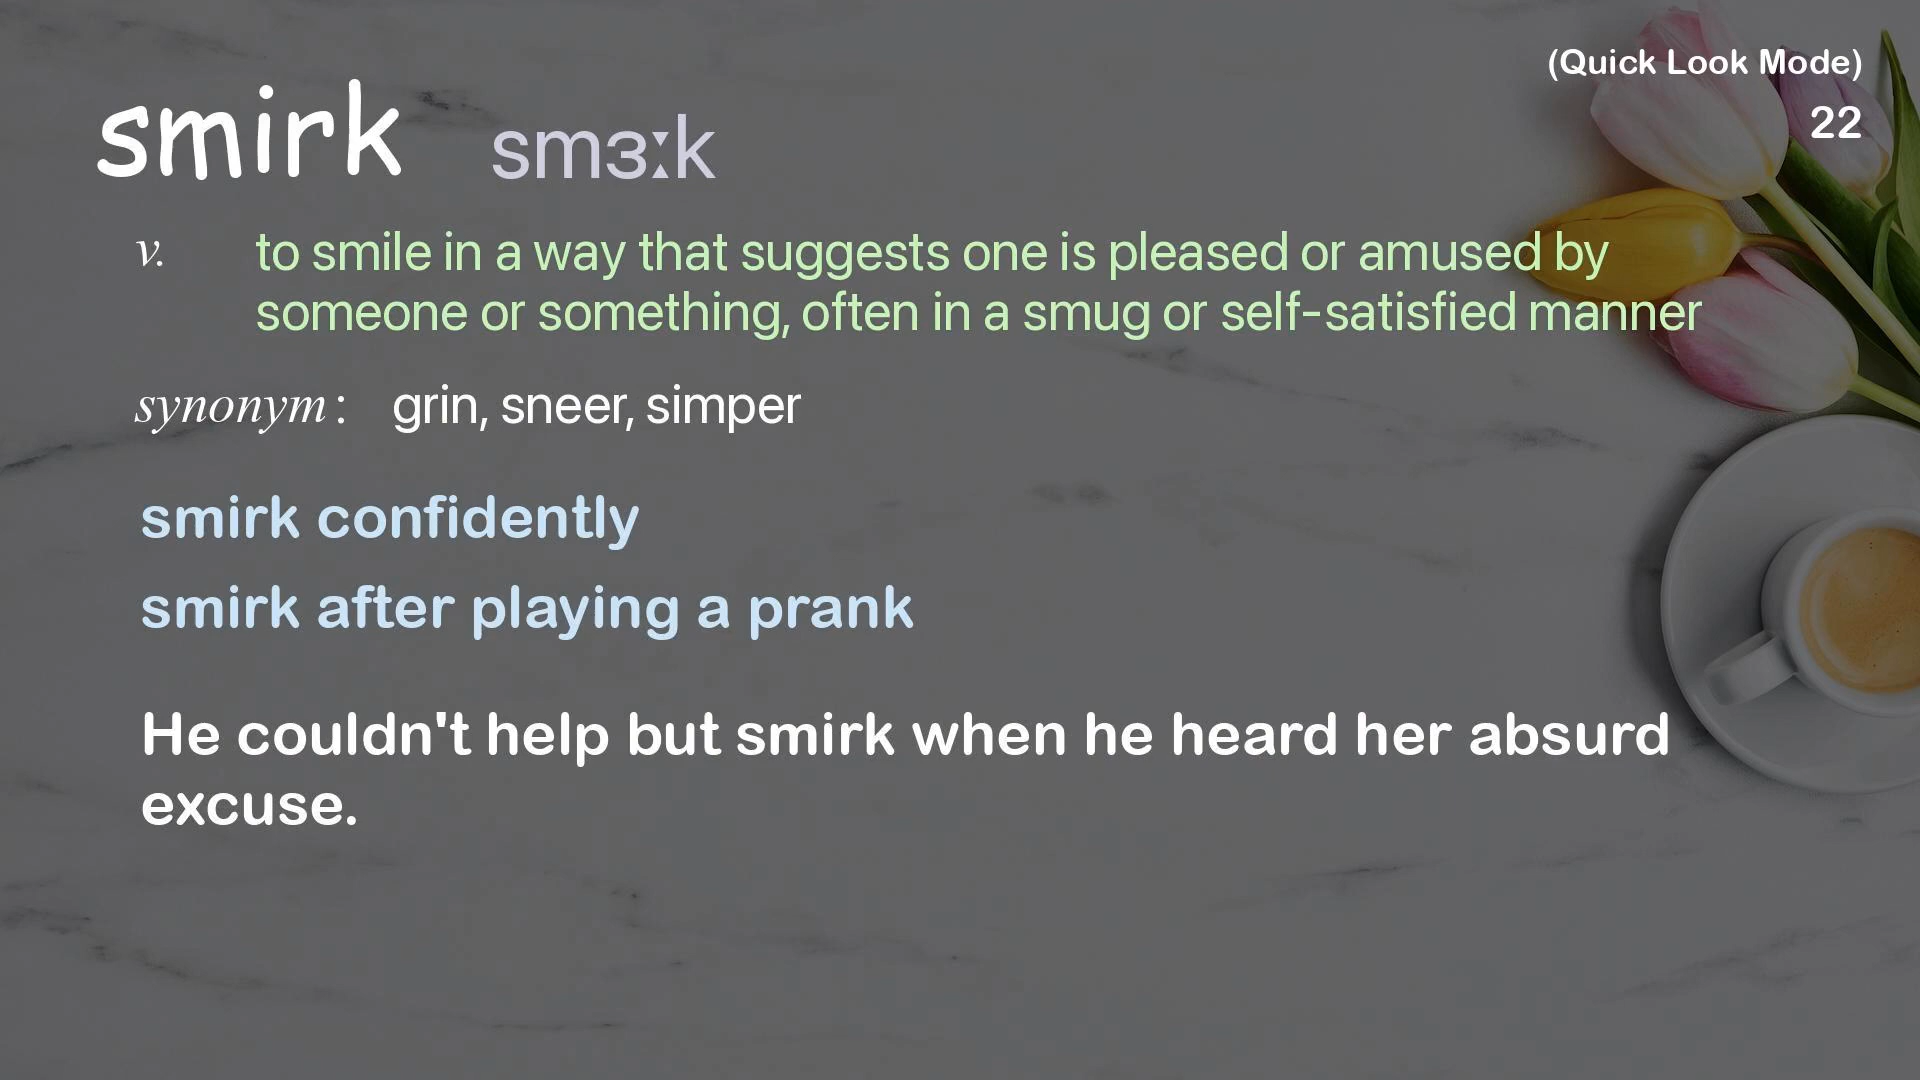 (Quick Look Mode)
22
smirk smɜːk
v. to smile in a way that suggests one is pleased or amused by
someone or something, often in a smug or self-satisfied manner
synonym: grin, sneer, simper
smirk confidently
smirk after playing a prank
He couldn't help but smirk when he heard her absurd
excuse.